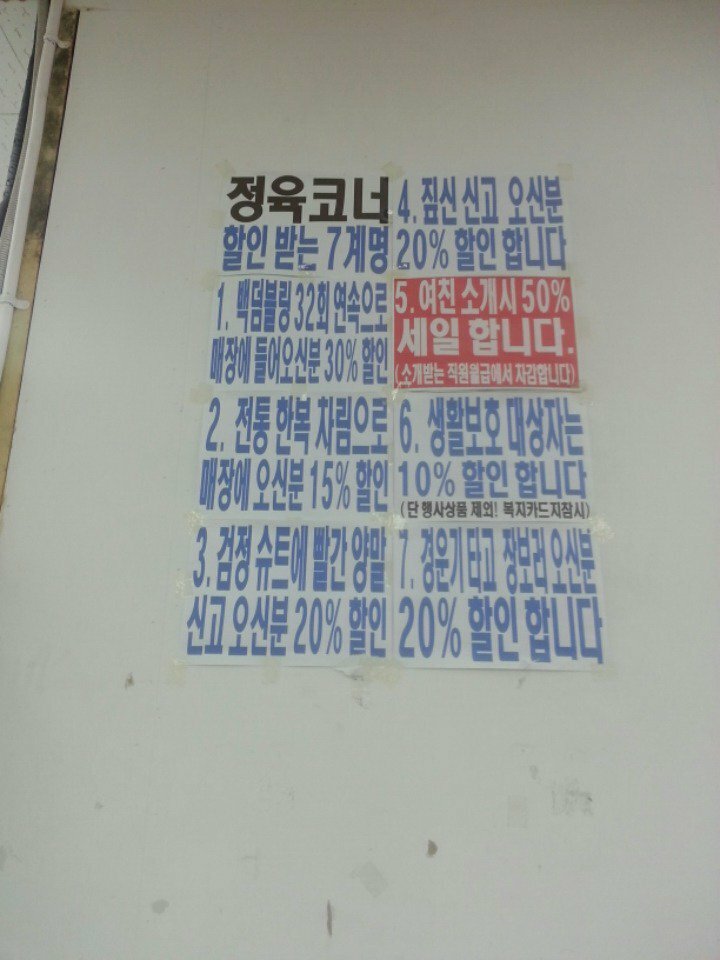 정육코너
할인 받는 7계명
1. 백덤블링 32회 연속으로
매장에 들어오신분 30% 할인
2. 전통 한복 차림으로
매장에 오신분 15% 할인
3. 검정 슈트에 빨간 양말
신고 오신분 20% 할인
4. 짚신 신고 오신분
20% 할인 합니다
5. 여친 소개시 50%
세일 합니다.
(소개받는 직원월급에서 자감합니다)
6. 생활보호 대상자는
10% 할인 합니다
(단 행사상품 제외! 복지카드지참시)
7. 경운기 타고 장보러 오신분
20% 할인 합니다